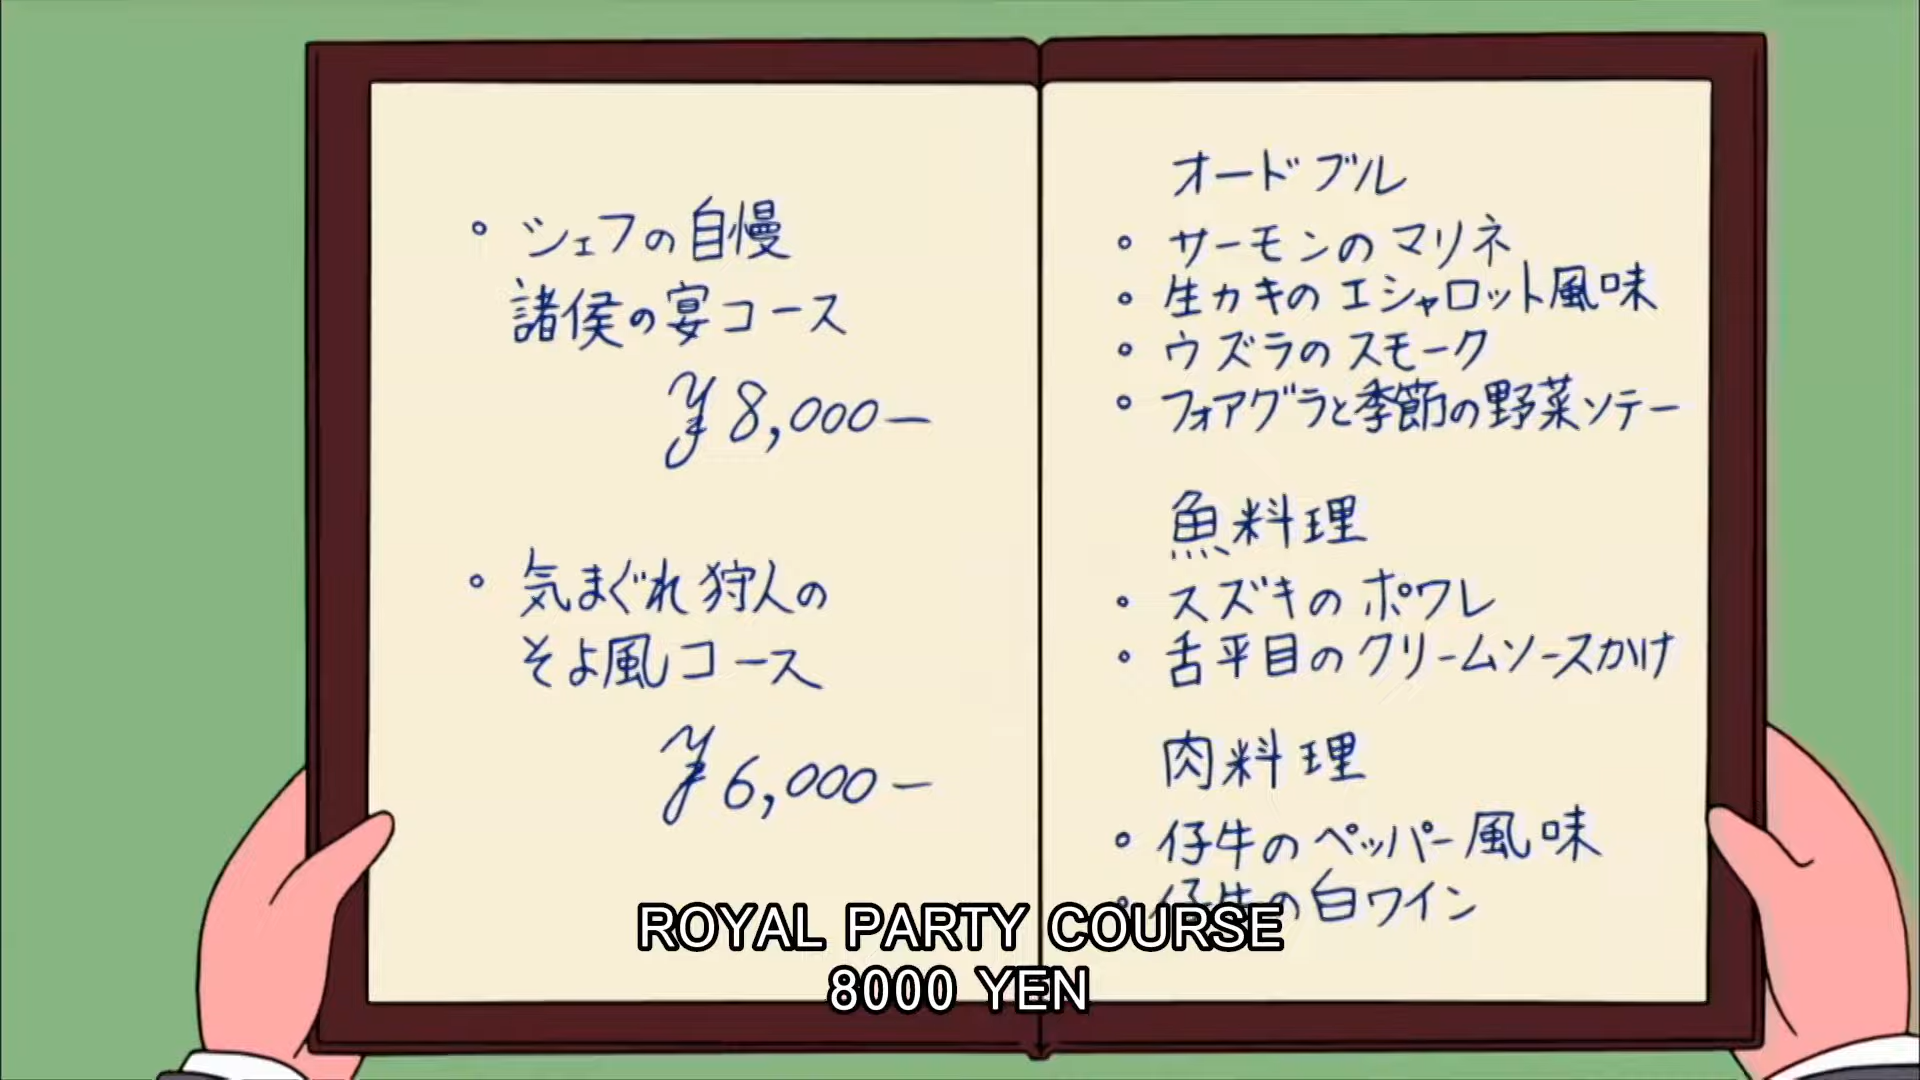 ・シェフの自慢
諸侯の宴コース
¥8,000ー
・気まぐれ狩人の
そよ風コース
¥6,000ー
オードブル
・サーモンのマリネ
・生カキのエシャロット風味
・ウズラのスモーク
・フォアグラと季節の野菜ソテー
魚料理
・スズキのポワレ
・舌平目のクリームソースかけ
肉料理
・仔牛のペッパー風味
・仔牛の白ワイン
ROYAL PARTY COURSE
8000 YEN